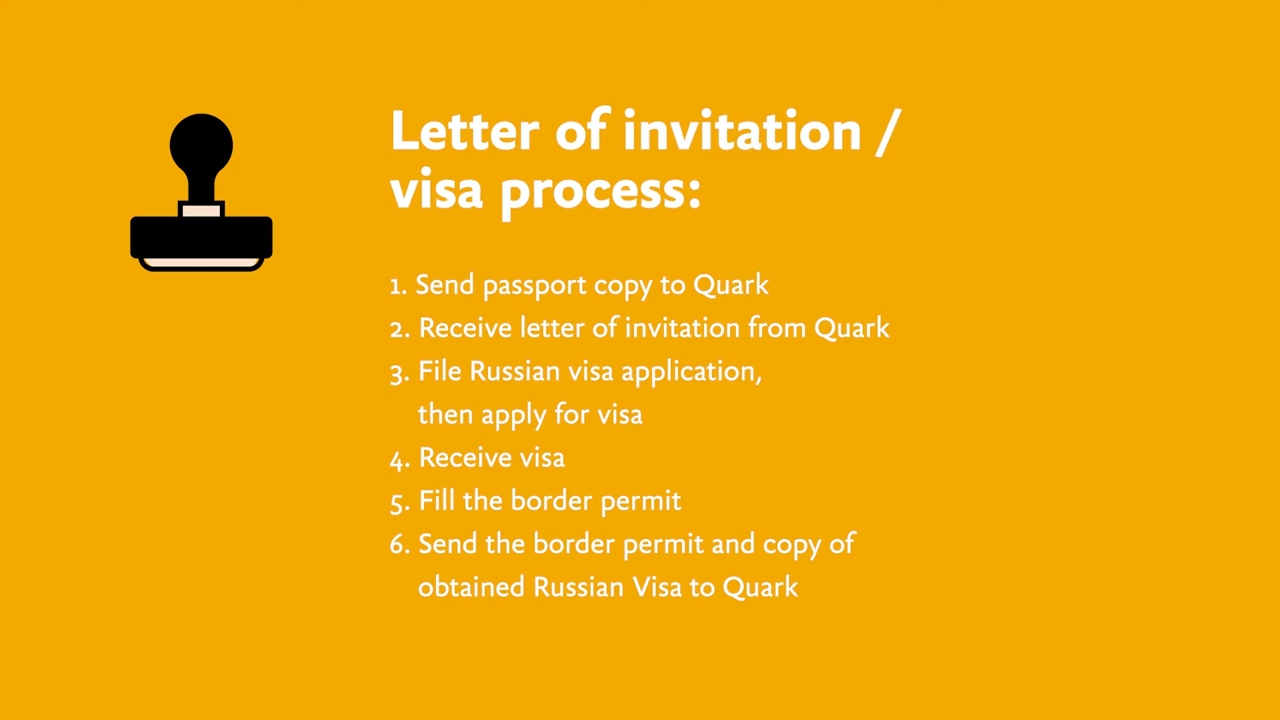 Letter of invitation /
visa process:
1. Send passport copy to Quark
2. Receive letter of invitation from Quark
3. File Russian visa application,
then apply for visa
4. Receive visa
5. Fill the border permit
6. Send the border permit and copy of
obtained Russian Visa to Quark